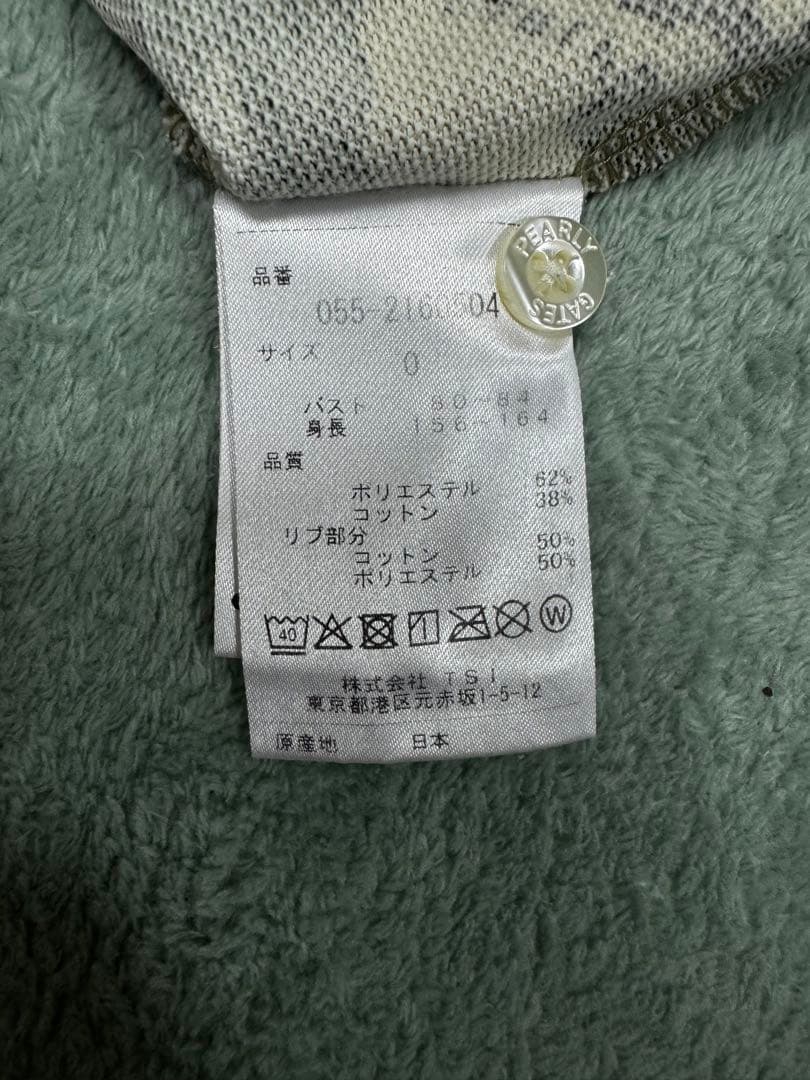 PEARLY GATES
品番
サイズ
0
バスト 80-84
身長 156-164
品質
ポリエステル 62%
コットン 38%
リブ部分
コットン 50%
ポリエステル 50%
40
W
株式会社 TSI
東京都港区元赤坂1-5-12
原産地 日本